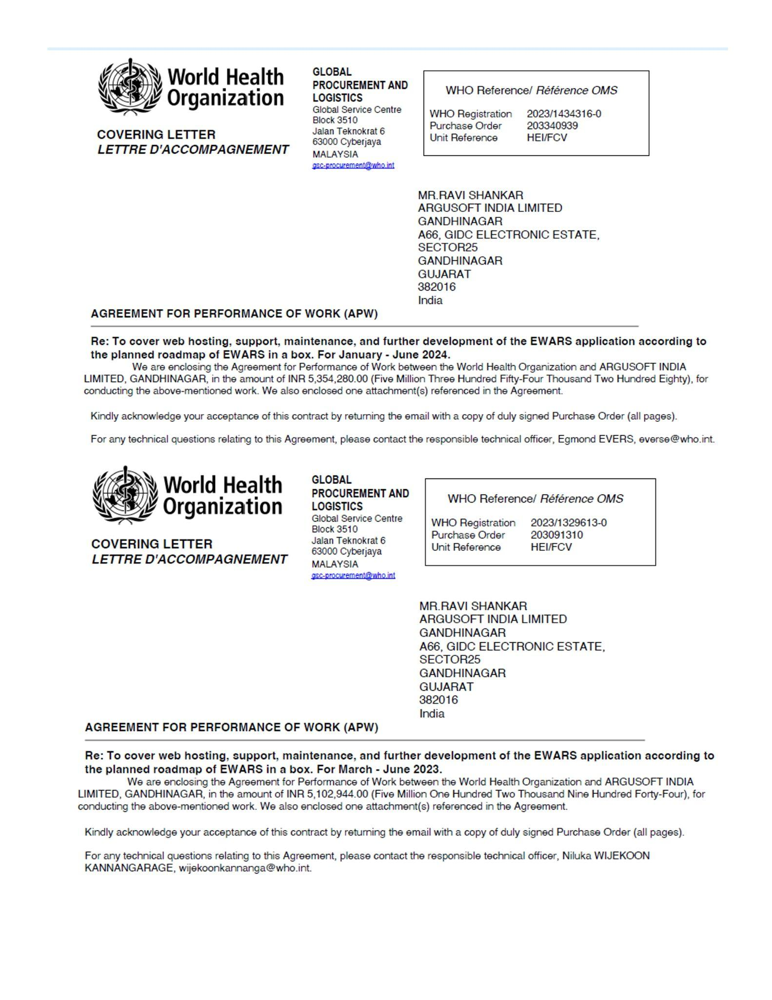 World Health
Organization
COVERING LETTER
LETTRE D'ACCOMPAGNEMENT
GLOBAL
PROCUREMENT AND
LOGISTICS
Global Service Centre
Block 3510
Jalan Teknokrat 6
63000 Cyberjaya
MALAYSIA
gsc-procurement@who.int
WHO Reference/ Référence OMS
WHO Registration 2023/1434316-0
Purchase Order 203340939
Unit Reference HEI/FCV
MR.RAVI SHANKAR
ARGUSOFT INDIA LIMITED
GANDHINAGAR
A66, GIDC ELECTRONIC ESTATE,
SECTOR25
GANDHINAGAR
GUJARAT
382016
India
AGREEMENT FOR PERFORMANCE OF WORK (APW)
Re: To cover web hosting, support, maintenance, and further development of the EWARS application according to
the planned roadmap of EWARS in a box. For January - June 2024.
We are enclosing the Agreement for Performance of Work between the World Health Organization and ARGUSOFT INDIA
LIMITED, GANDHINAGAR, in the amount of INR 5,354,280.00 (Five Million Three Hundred Fifty-Four Thousand Two Hundred Eighty), for
conducting the above-mentioned work. We also enclosed one attachment(s) referenced in the Agreement.
Kindly acknowledge your acceptance of this contract by returning the email with a copy of duly signed Purchase Order (all pages).
For any technical questions relating to this Agreement, please contact the responsible technical officer, Egmond EVERS, everse@who.int.
World Health
Organization
COVERING LETTER
LETTRE D'ACCOMPAGNEMENT
GLOBAL
PROCUREMENT AND
LOGISTICS
Global Service Centre
Block 3510
Jalan Teknokrat 6
63000 Cyberjaya
MALAYSIA
gsc-procurement@who.int
WHO Reference/ Référence OMS
WHO Registration 2023/1329613-0
Purchase Order 203091310
Unit Reference HEI/FCV
MR.RAVI SHANKAR
ARGUSOFT INDIA LIMITED
GANDHINAGAR
A66, GIDC ELECTRONIC ESTATE,
SECTOR25
GANDHINAGAR
GUJARAT
382016
India
AGREEMENT FOR PERFORMANCE OF WORK (APW)
Re: To cover web hosting, support, maintenance, and further development of the EWARS application according to
the planned roadmap of EWARS in a box. For March - June 2023.
We are enclosing the Agreement for Performance of Work between the World Health Organization and ARGUSOFT INDIA
LIMITED, GANDHINAGAR, in the amount of INR 5,102,944.00 (Five Million One Hundred Two Thousand Nine Hundred Forty-Four), for
conducting the above-mentioned work. We also enclosed one attachment(s) referenced in the Agreement.
Kindly acknowledge your acceptance of this contract by returning the email with a copy of duly signed Purchase Order (all pages).
For any technical questions relating to this Agreement, please contact the responsible technical officer, Niluka WIJEKOON
KANNANGARAGE, wijekoonkannanga@who.int.